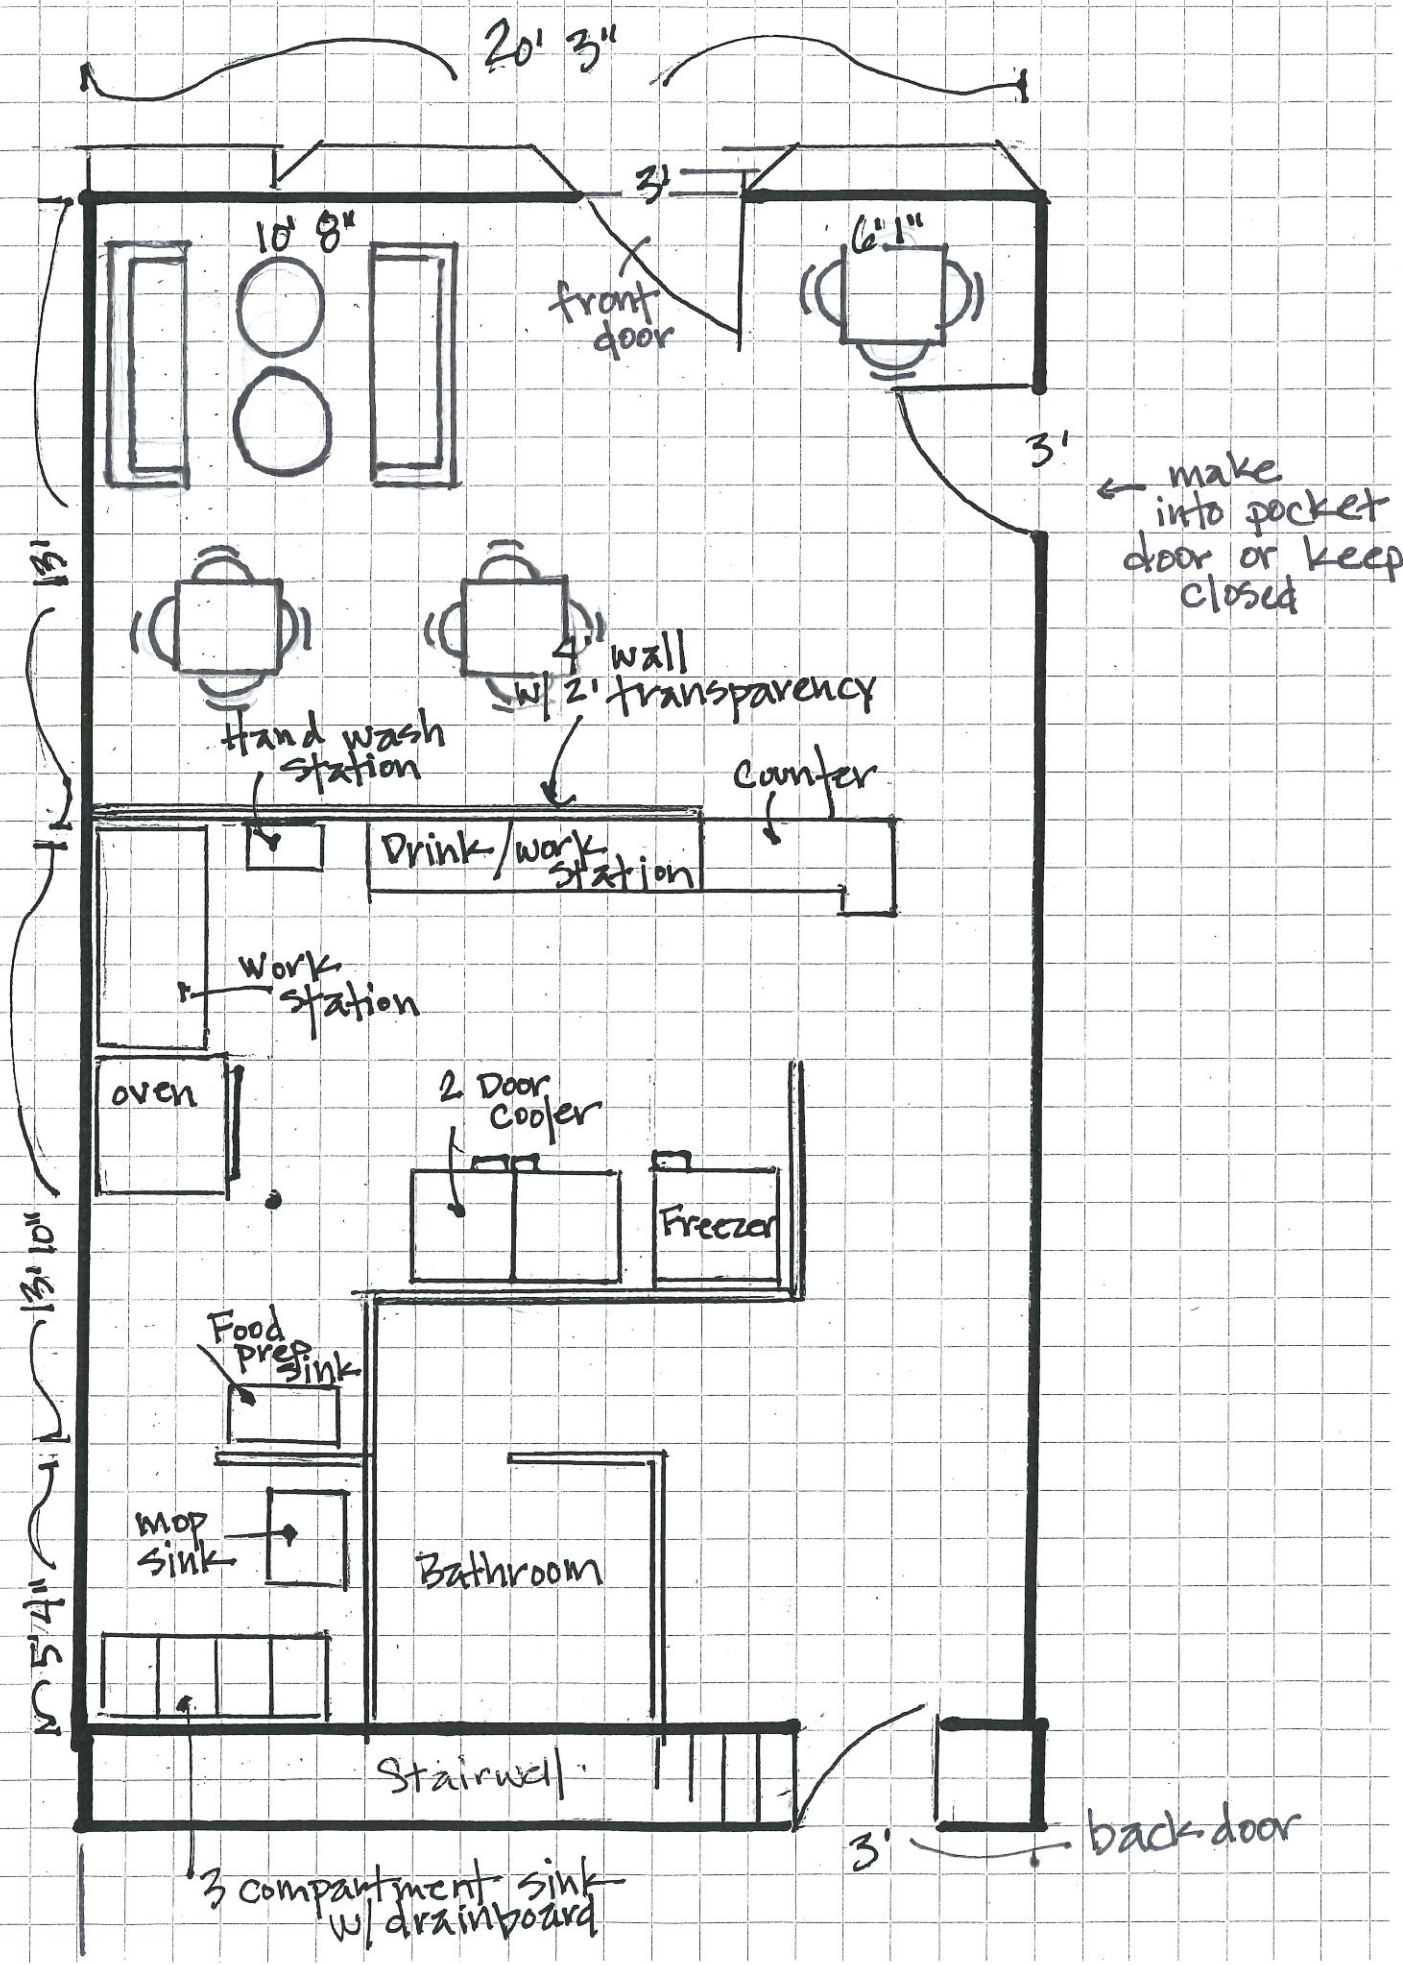 20' 3"
3'
10' 8"
6' 1"
front
door
3'
← make
into pocket
door or keep
closed
13'
4' wall
w/ 2' transparency
Hand wash
station
Counter
Drink/work
station
work
station
oven
2 Door
cooler
Freezer
13' 10"
Food
prep
sink
mop
sink
Bathroom
5' 4"
Stairwell
3'
back door
3 compartment sink
w/ drainboard